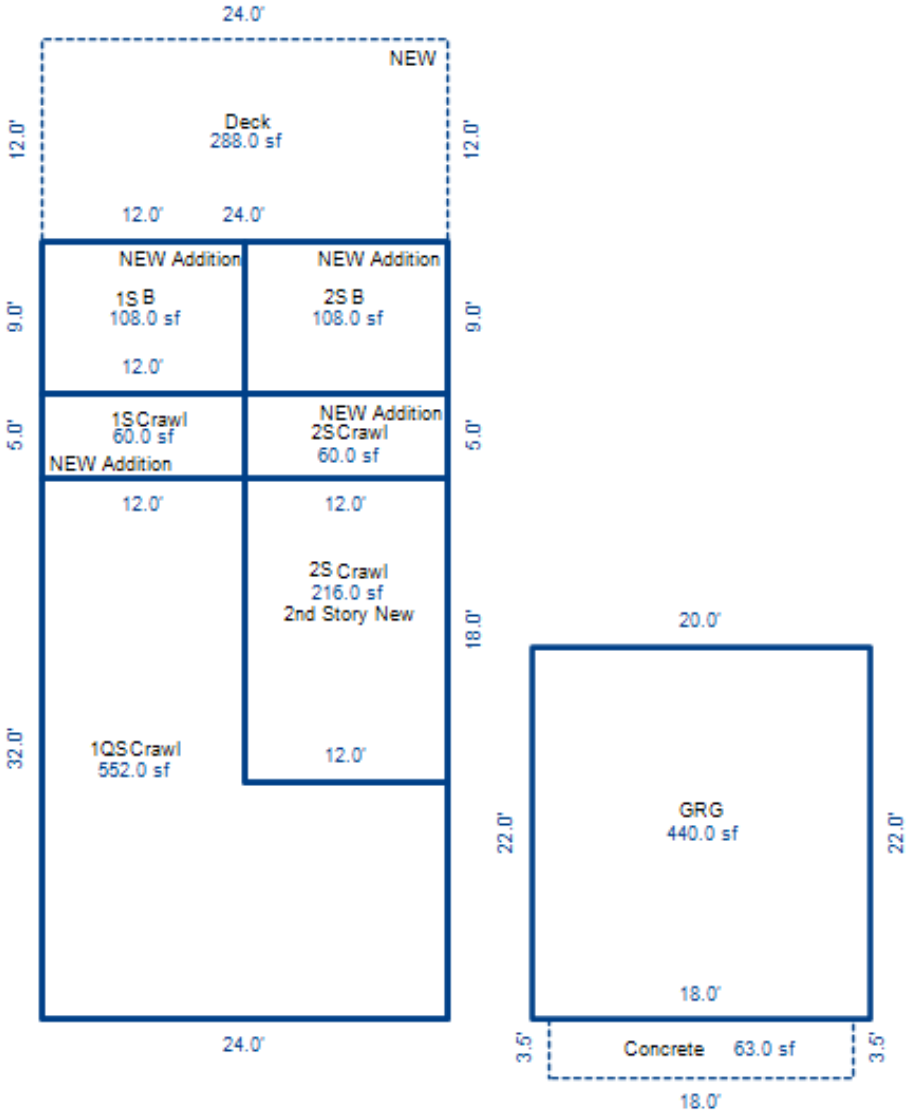 24.0'
NEW
Deck
288.0 sf
12.0'
12.0'
12.0'
24.0'
NEW Addition
NEW Addition
1S B
108.0 sf
2S B
108.0 sf
9.0'
9.0'
12.0'
NEW Addition
1S Crawl
60.0 sf
2S Crawl
60.0 sf
5.0'
5.0'
NEW Addition
12.0'
12.0'
2S Crawl
216.0 sf
2nd Story New
18.0'
32.0'
1QS Crawl
552.0 sf
12.0'
24.0'
20.0'
GRG
440.0 sf
22.0'
22.0'
18.0'
3.5'
Concrete 63.0 sf
3.5'
18.0'